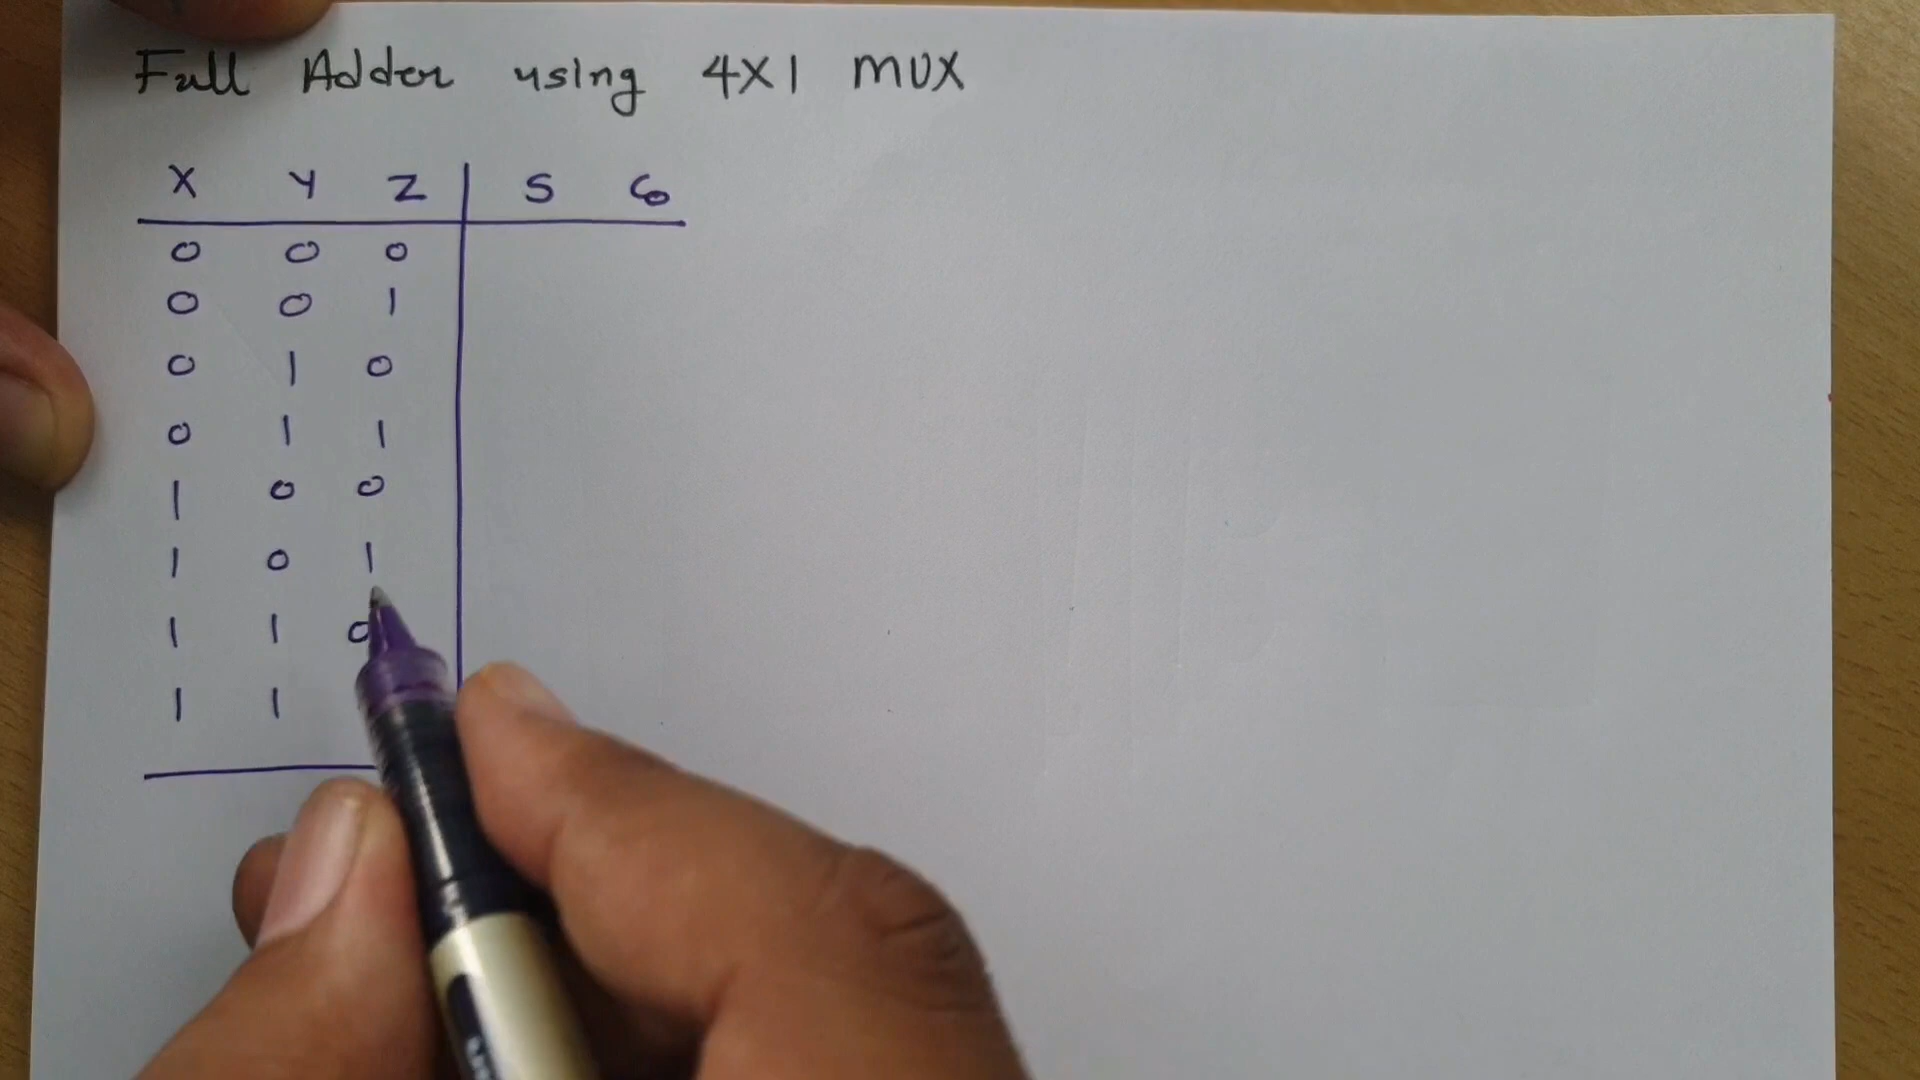 Full Adder using 4X1 MUX
X Y Z S Co
0 0 0
0 0 1
0 1 0
0 1 1
1 0 0
1 0 1
1 1 0
1 1